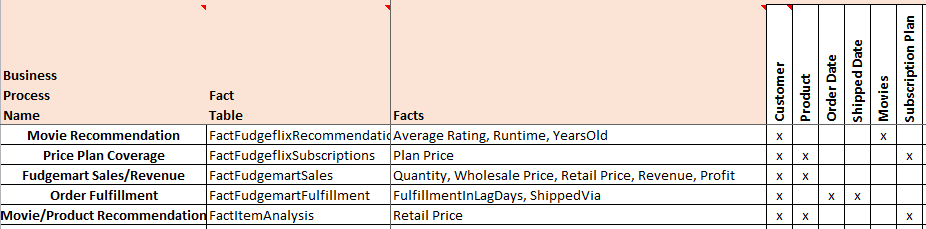 Business
Process
Name
Fact
Table
Facts
Customer
Product
Order Date
Shipped Date
Movies
Subscription Plan
Movie Recommendation FactFudgeflixRecommendatic Average Rating, Runtime, YearsOld x x
Price Plan Coverage FactFudgeflixSubscriptions Plan Price x x x
Fudgemart Sales/Revenue FactFudgemartSales Quantity, Wholesale Price, Retail Price, Revenue, Profit x x
Order Fulfillment FactFudgemartFulfillment FulfillmentInLagDays, ShippedVia x x x
Movie/Product Recommendation FactItemAnalysis Retail Price x x x